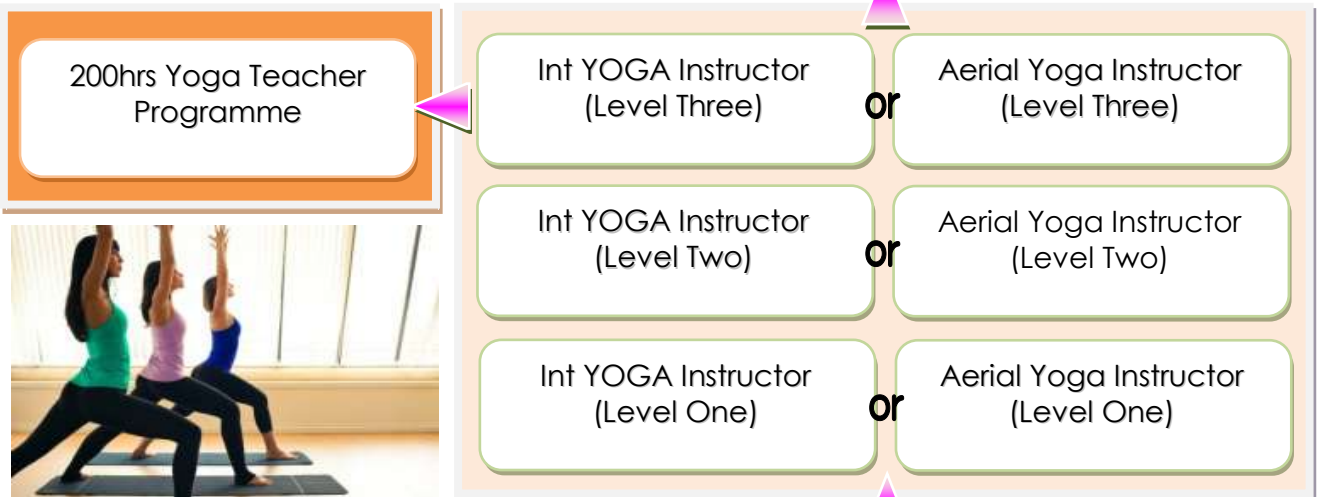 200hrs Yoga Teacher
Programme
Int YOGA Instructor
(Level Three)
or
Aerial Yoga Instructor
(Level Three)
Int YOGA Instructor
(Level Two)
or
Aerial Yoga Instructor
(Level Two)
Int YOGA Instructor
(Level One)
or
Aerial Yoga Instructor
(Level One)